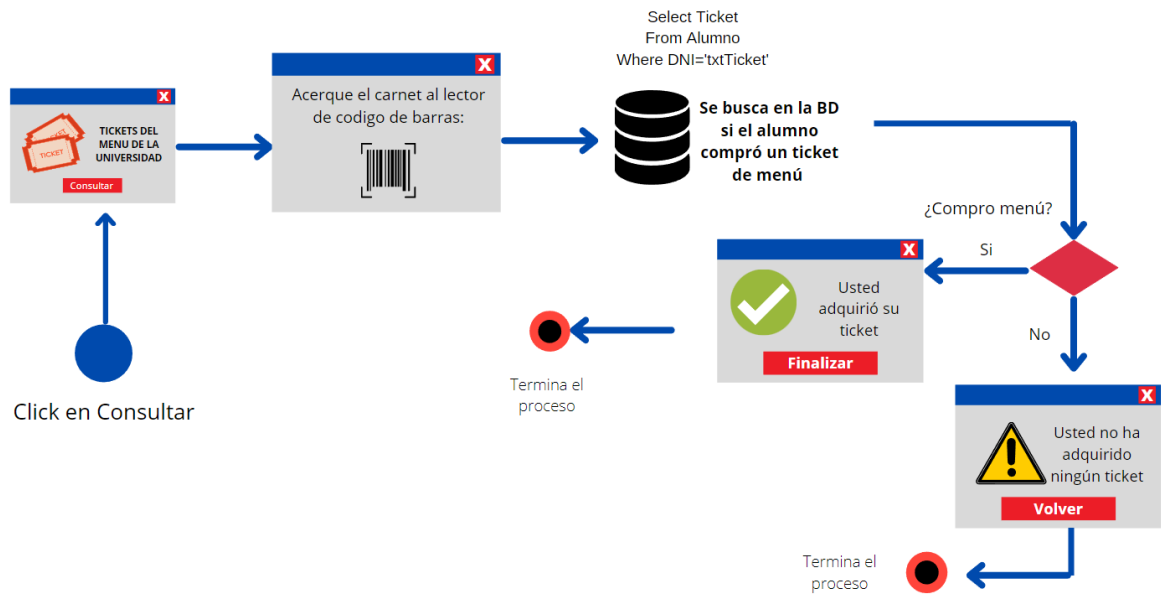 Select Ticket
From Alumno
Where DNI='txtTicket'
X
TICKET
TICKET
TICKETS DEL
MENU DE LA
UNIVERSIDAD
Consultar
X
Acerque el carnet al lector
de codigo de barras:
Se busca en la BD
si el alumno
compró un ticket
de menú
¿Compro menú?
Si
No
X
Usted
adquirió su
ticket
Finalizar
Termina el
proceso
Click en Consultar
X
Usted no ha
adquirido
ningún ticket
Volver
Termina el
proceso